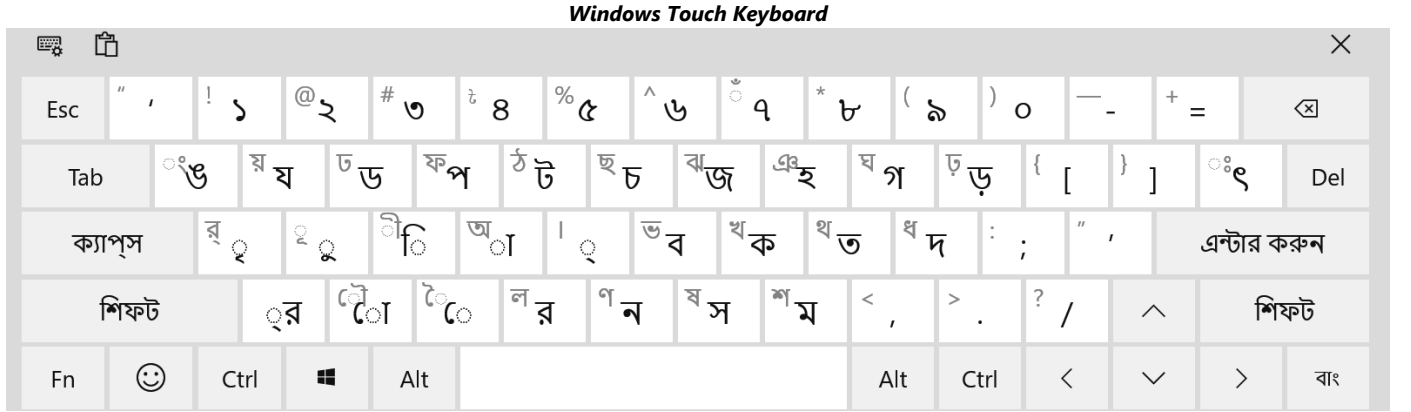 Windows Touch Keyboard
Esc " ' ! ১ @ ২ # ৩ ৳ ৪ % ৫ ^ ৬ ঁ ৭ * ৮ ( ৯ ) ০ — - + =
Tab ং ঙ য় য ঢ ড ফ প ঠ ট ছ চ ঝ জ ঞ হ ঘ গ ঢ় ড় { [ } ] ঃ ৎ Del
ক্যাপ্স র্ ৃ ূ ু ী ি অ া । ্ ভ ব খ ক থ ত ধ দ : ; " ' এন্টার করুন
শিফট ্র ৌ ো ৈ ে ল র ণ ন ষ স শ ম < , > . ? / শিফট
Fn Ctrl Alt Alt Ctrl বাং